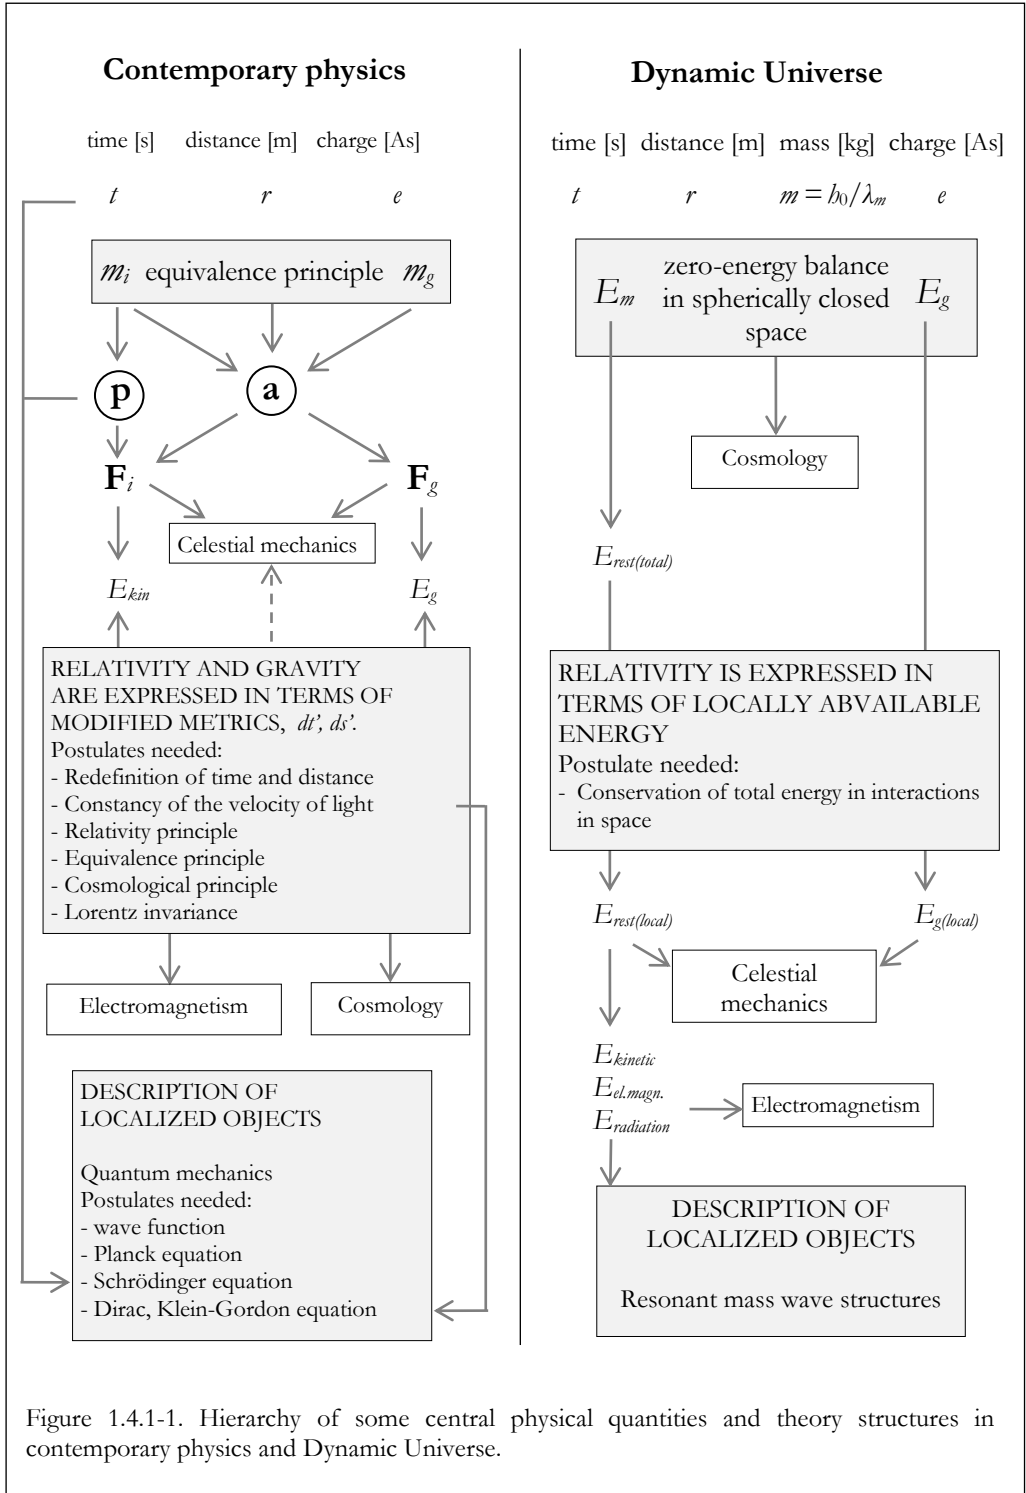 Contemporary physics
time [s] distance [m] charge [As]
t r e
m_i equivalence principle m_g
p a
F_i F_g
Celestial mechanics
E_kin E_g
RELATIVITY AND GRAVITY
ARE EXPRESSED IN TERMS OF
MODIFIED METRICS, dt’, ds’.
Postulates needed:
- Redefinition of time and distance
- Constancy of the velocity of light
- Relativity principle
- Equivalence principle
- Cosmological principle
- Lorentz invariance
Electromagnetism Cosmology
DESCRIPTION OF
LOCALIZED OBJECTS
Quantum mechanics
Postulates needed:
- wave function
- Planck equation
- Schrödinger equation
- Dirac, Klein-Gordon equation
Dynamic Universe
time [s] distance [m] mass [kg] charge [As]
t r m = h₀/λ_m e
E_m zero-energy balance E_g
in spherically closed
space
Cosmology
E_rest(total)
RELATIVITY IS EXPRESSED IN
TERMS OF LOCALLY ABVAILABLE
ENERGY
Postulate needed:
- Conservation of total energy in interactions
in space
E_rest(local) E_g(local)
Celestial
mechanics
E_kinetic
E_el.magn.
E_radiation
Electromagnetism
DESCRIPTION OF
LOCALIZED OBJECTS
Resonant mass wave structures
Figure 1.4.1-1. Hierarchy of some central physical quantities and theory structures in
contemporary physics and Dynamic Universe.